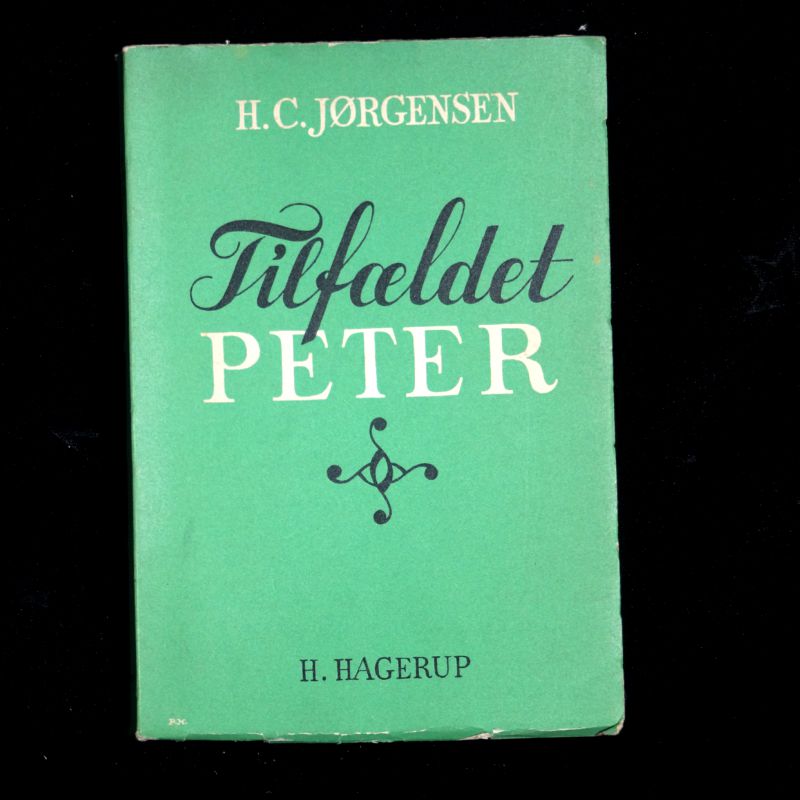 H. C. JØRGENSEN
Tilfældet
PETER
H. HAGERUP